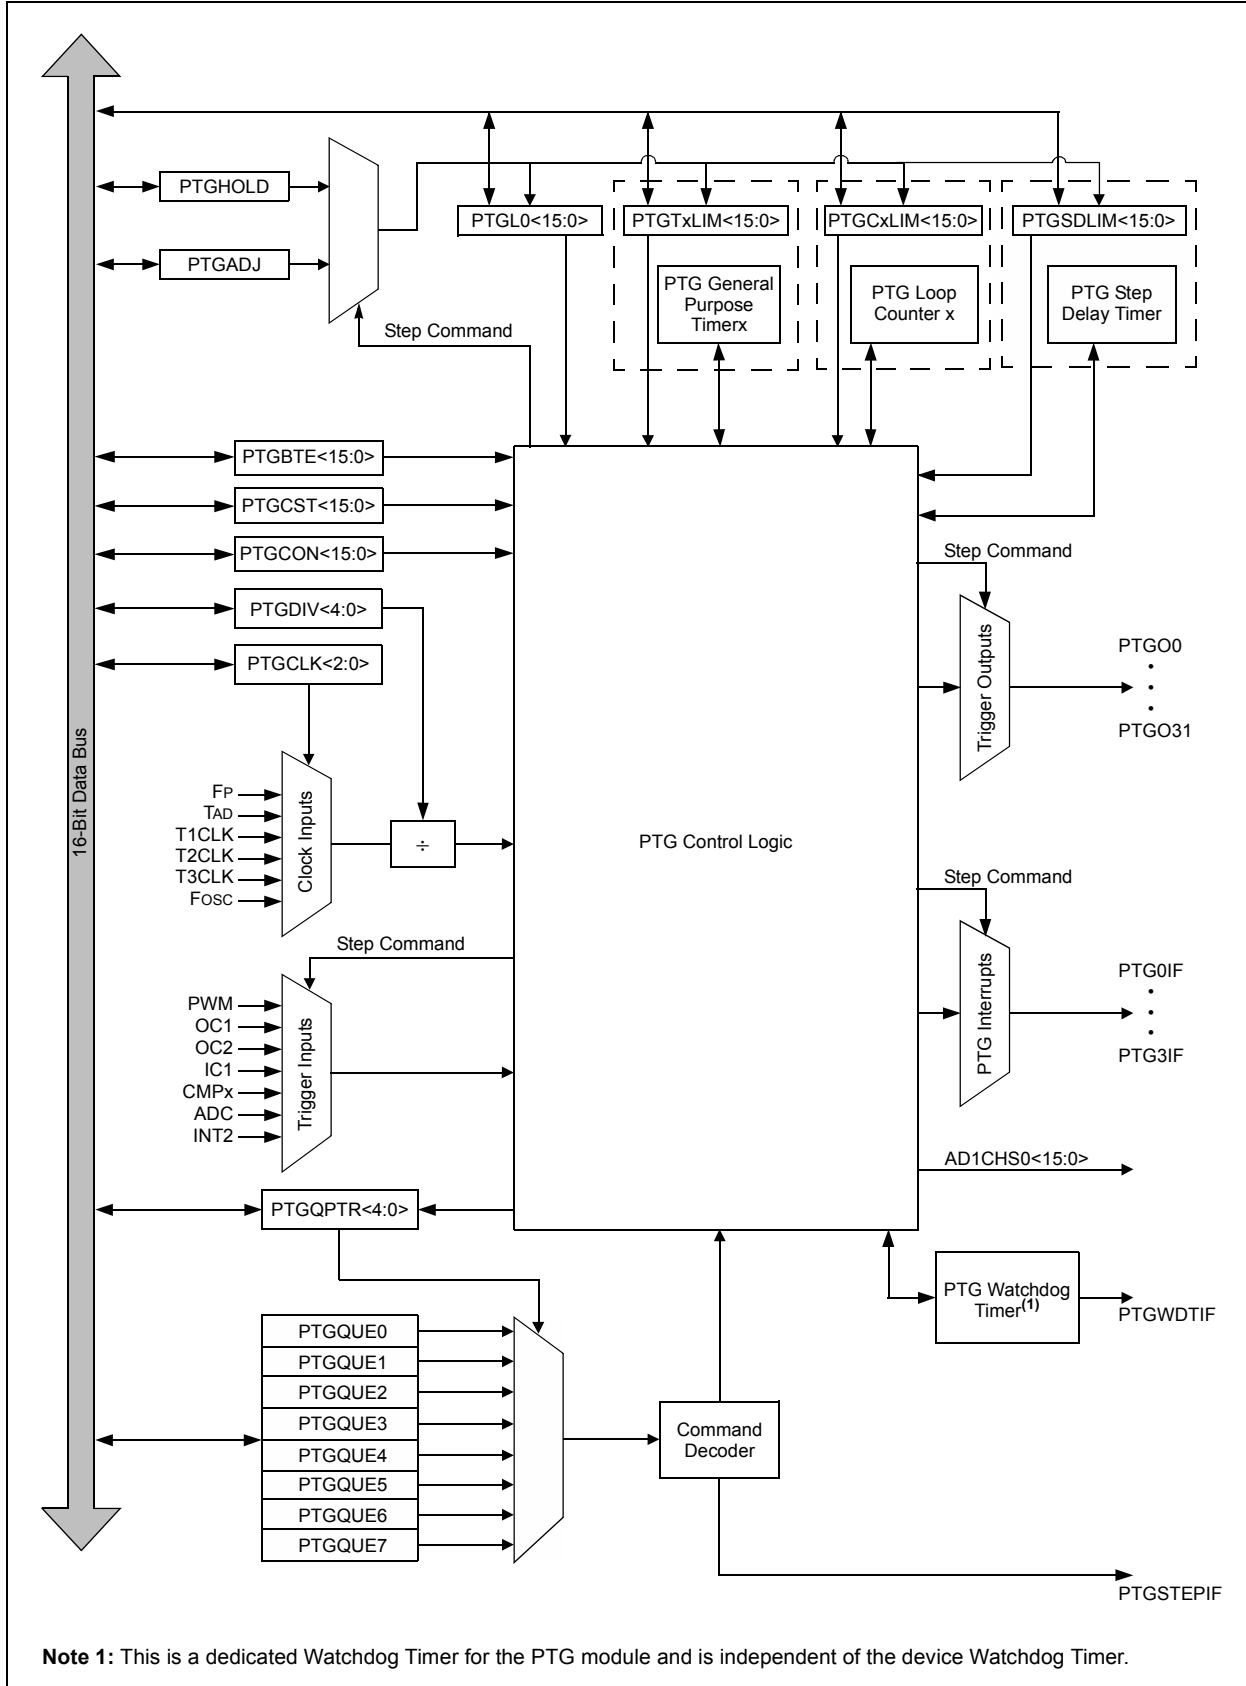 PTGHOLD
PTGL0<15:0>
PTGTxLIM<15:0>
PTGCxLIM<15:0>
PTGSDLIM<15:0>
PTGADJ
PTG General
Purpose
Timerx
PTG Loop
Counter x
PTG Step
Delay Timer
Step Command
PTGBTE<15:0>
PTGCST<15:0>
PTGCON<15:0>
PTGDIV<4:0>
PTGCLK<2:0>
16-Bit Data Bus
FP
TAD
T1CLK
T2CLK
T3CLK
FOSC
Clock Inputs
÷
PTG Control Logic
Step Command
Trigger Outputs
PTGO0
•
•
•
PTGO31
Step Command
PWM
OC1
OC2
IC1
CMPx
ADC
INT2
Trigger Inputs
Step Command
PTG Interrupts
PTG0IF
•
•
•
PTG3IF
AD1CHS0<15:0>
PTGQPTR<4:0>
PTG Watchdog
Timer(1)
PTGWDTIF
PTGQUE0
PTGQUE1
PTGQUE2
PTGQUE3
PTGQUE4
PTGQUE5
PTGQUE6
PTGQUE7
Command
Decoder
PTGSTEPIF
Note 1: This is a dedicated Watchdog Timer for the PTG module and is independent of the device Watchdog Timer.